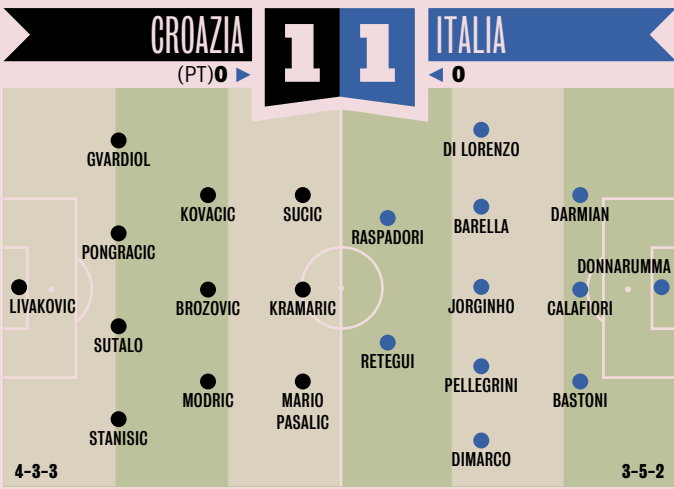 CROAZIA
1 1
ITALIA
(PT)0
0
GVARDIOL
PONGRACIC
LIVAKOVIC
SUTALO
STANISIC
KOVACIC
BROZOVIC
MODRIC
SUCIC
KRAMARIC
MARIO
PASALIC
RASPADORI
RETEGUI
DI LORENZO
BARELLA
JORGINHO
PELLEGRINI
DIMARCO
DARMIAN
DONNARUMMA
CALAFIORI
BASTONI
4-3-3
3-5-2